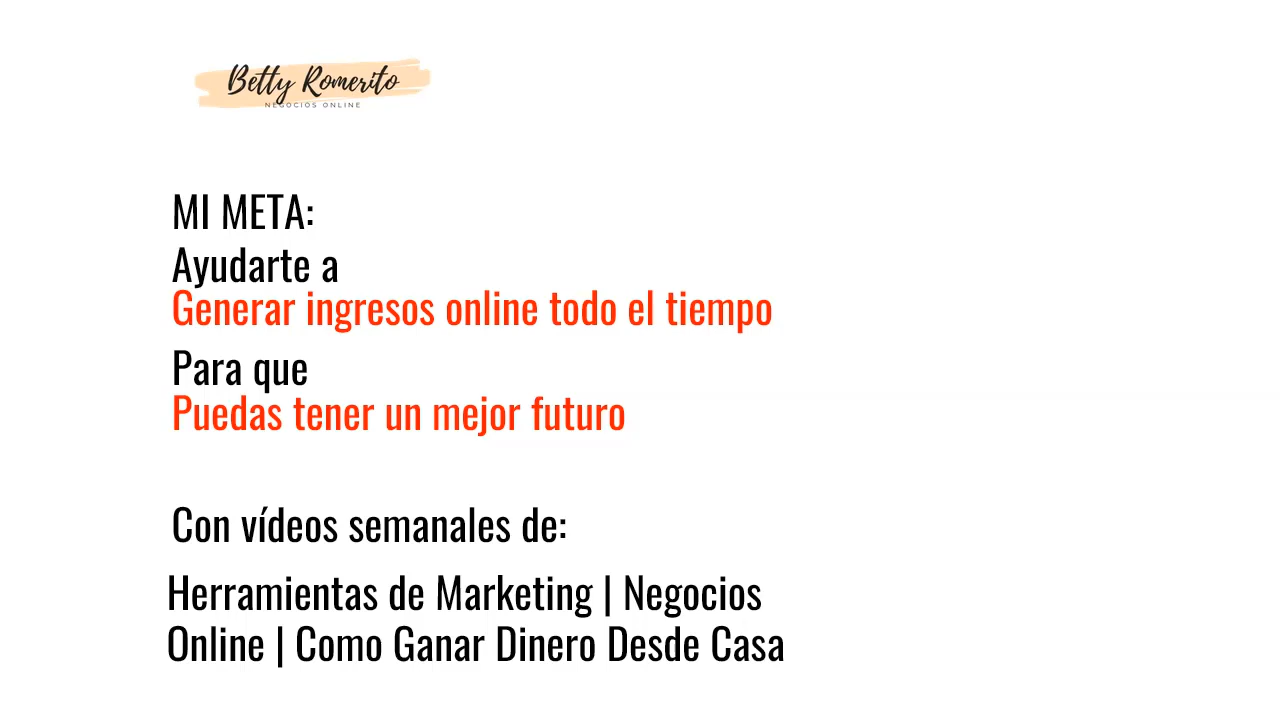 Betty Romerito
NEGOCIOS ONLINE
MI META:
Ayudarte a
Generar ingresos online todo el tiempo
Para que
Puedas tener un mejor futuro
Con vídeos semanales de:
Herramientas de Marketing | Negocios
Online | Como Ganar Dinero Desde Casa